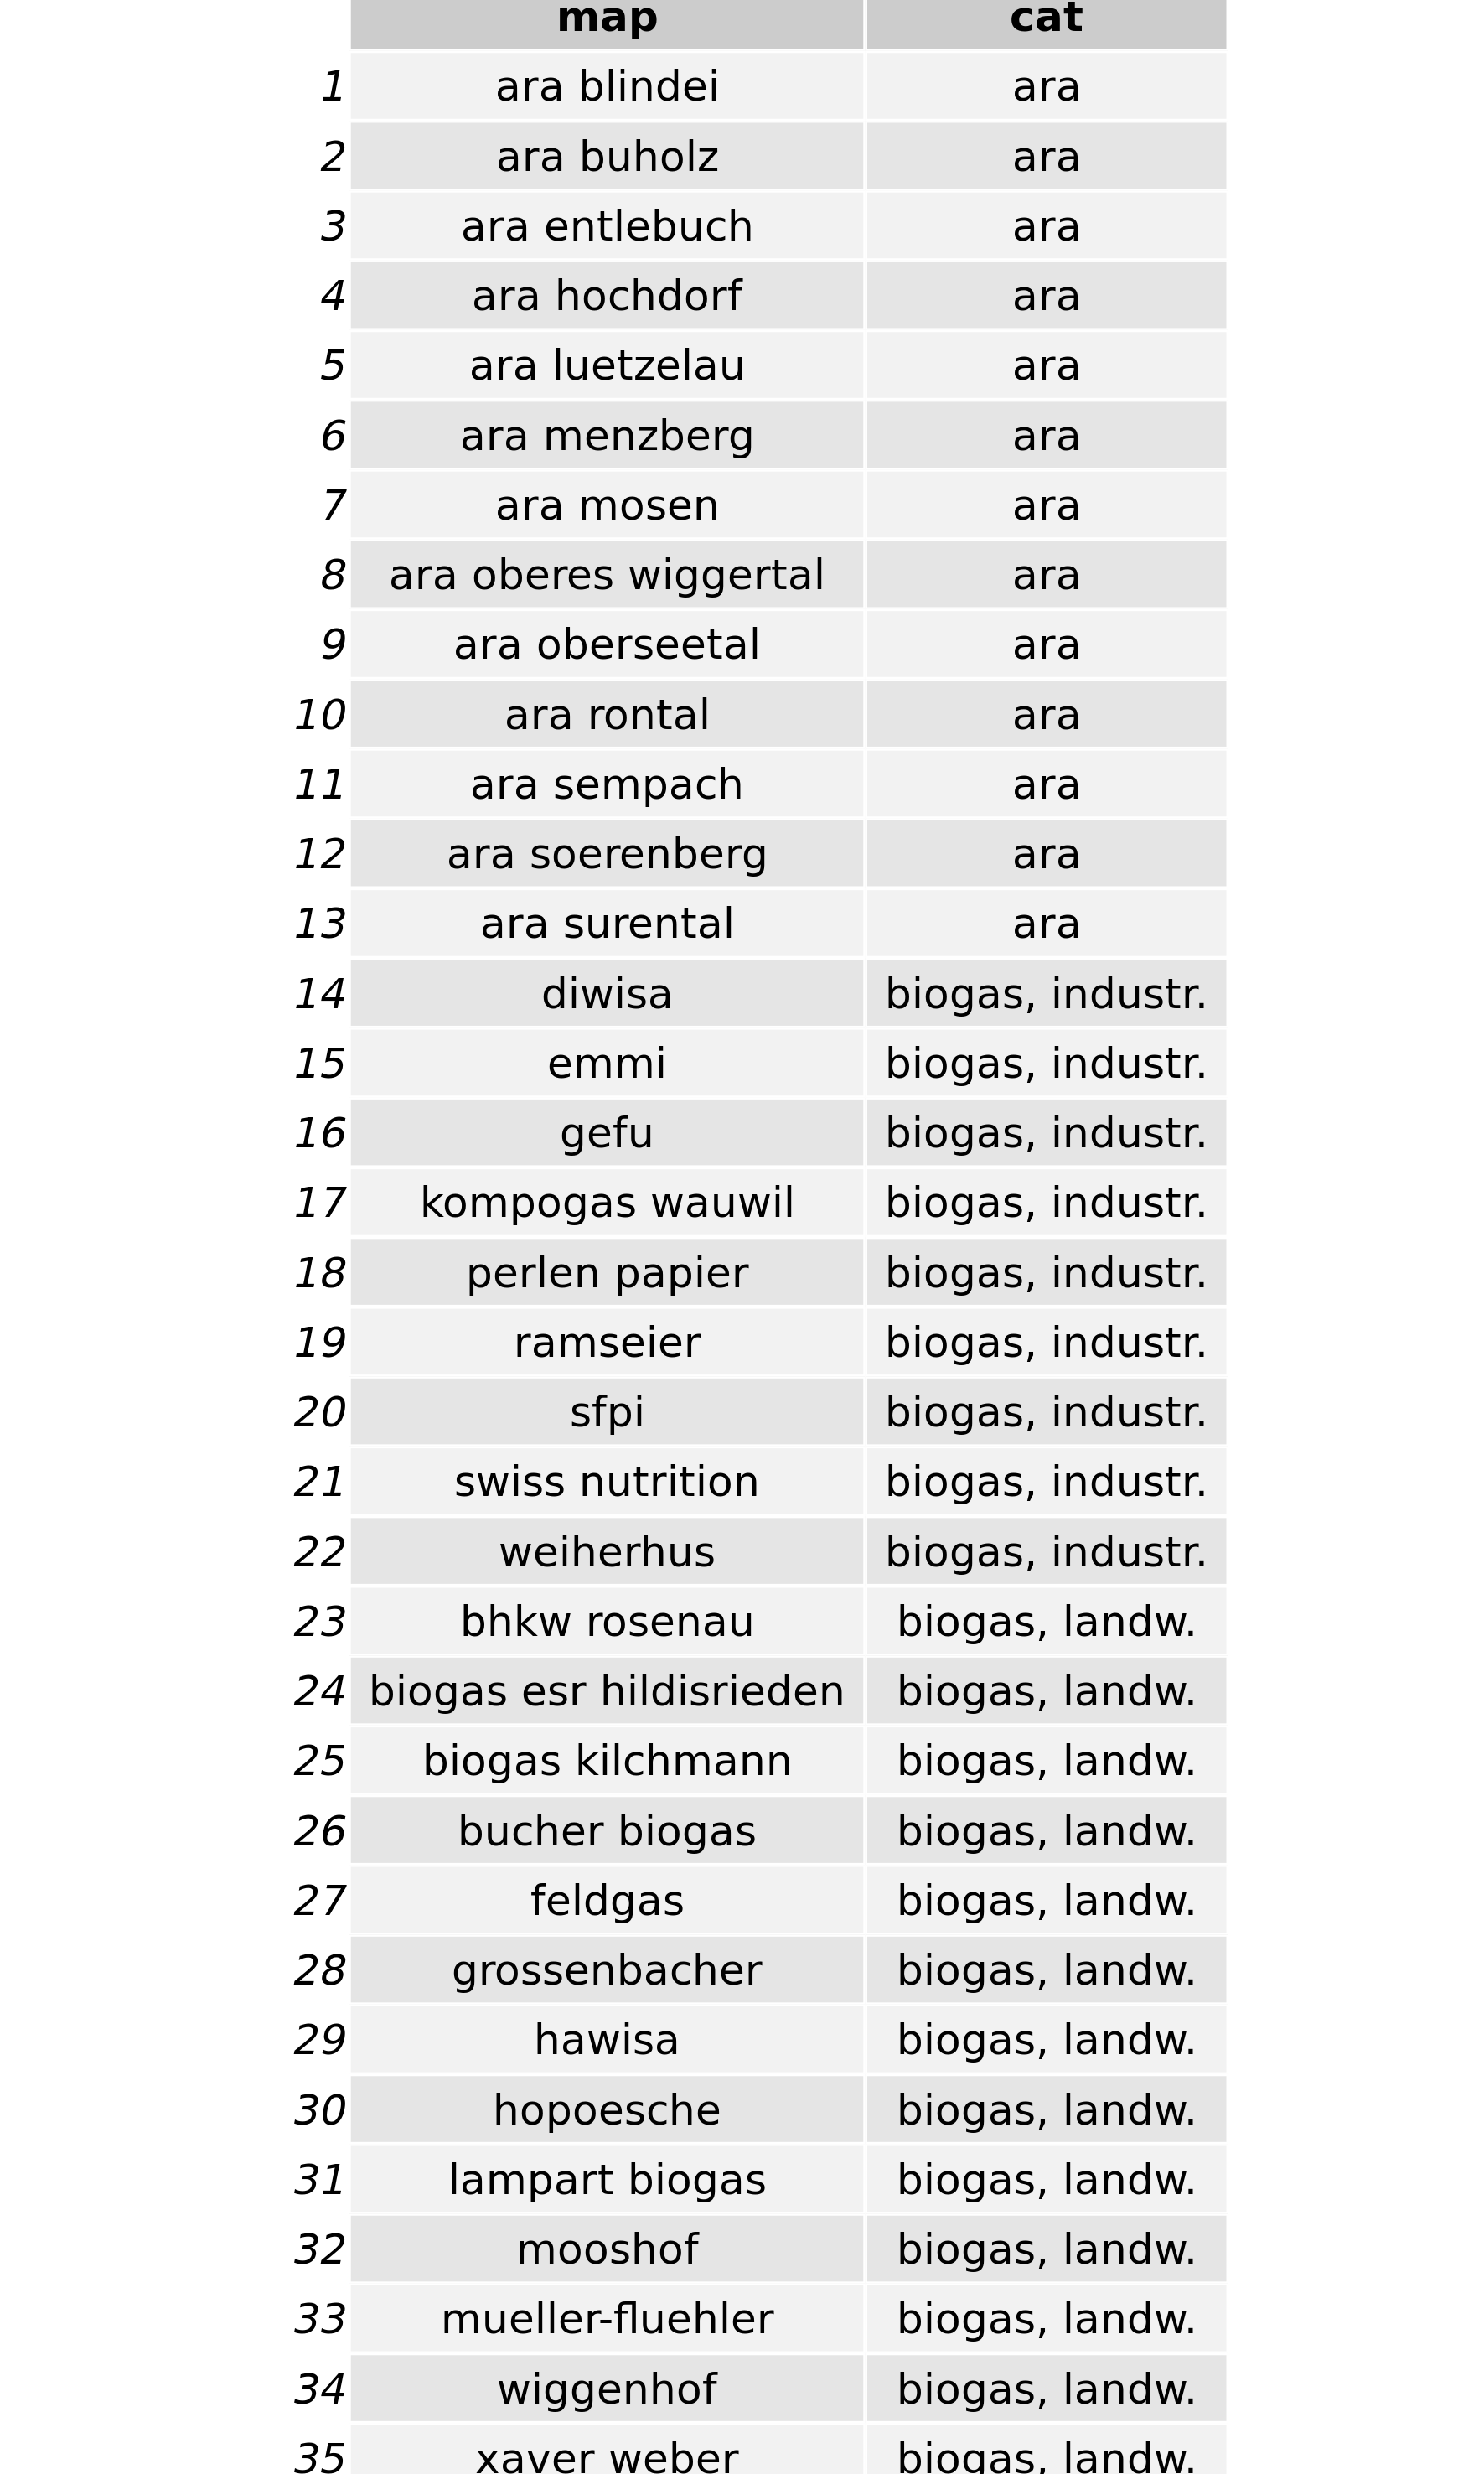 map cat
1 ara blindei ara
2 ara buholz ara
3 ara entlebuch ara
4 ara hochdorf ara
5 ara luetzelau ara
6 ara menzberg ara
7 ara mosen ara
8 ara oberes wiggertal ara
9 ara oberseetal ara
10 ara rontal ara
11 ara sempach ara
12 ara soerenberg ara
13 ara surental ara
14 diwisa biogas, industr.
15 emmi biogas, industr.
16 gefu biogas, industr.
17 kompogas wauwil biogas, industr.
18 perlen papier biogas, industr.
19 ramseier biogas, industr.
20 sfpi biogas, industr.
21 swiss nutrition biogas, industr.
22 weiherhus biogas, industr.
23 bhkw rosenau biogas, landw.
24 biogas esr hildisrieden biogas, landw.
25 biogas kilchmann biogas, landw.
26 bucher biogas biogas, landw.
27 feldgas biogas, landw.
28 grossenbacher biogas, landw.
29 hawisa biogas, landw.
30 hopoesche biogas, landw.
31 lampart biogas biogas, landw.
32 mooshof biogas, landw.
33 mueller-fluehler biogas, landw.
34 wiggenhof biogas, landw.
35 xaver weber biogas, landw.